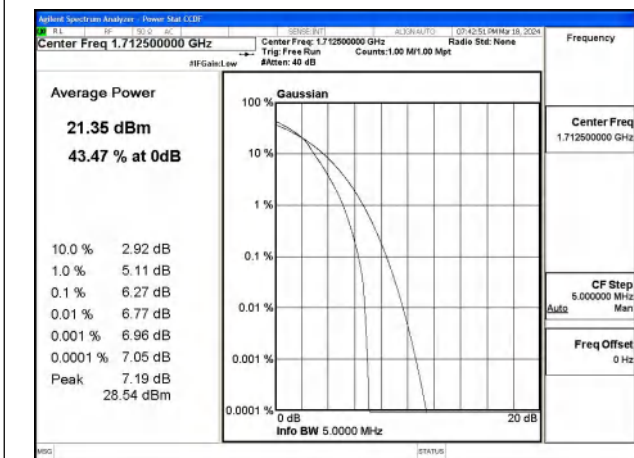 Agilent Spectrum Analyzer - Power Stat CCDF
RL RF 50 Ω AC SENSE:INT ALIGN AUTO 07:42:51 PM Mar 18, 2024
Center Freq 1.712500000 GHz
Center Freq: 1.712500000 GHz Radio Std: None
Trig: Free Run Counts:1.00 M/1.00 Mpt
#IFGain:Low #Atten: 40 dB
Frequency
Average Power
21.35 dBm
43.47 % at 0dB
10.0 % 2.92 dB
1.0 % 5.11 dB
0.1 % 6.27 dB
0.01 % 6.77 dB
0.001 % 6.96 dB
0.0001 % 7.05 dB
Peak 7.19 dB
28.54 dBm
Gaussian
100 %
10 %
1 %
0.1 %
0.01 %
0.001 %
0.0001 %
0 dB 20 dB
Info BW 5.0000 MHz
Center Freq
1.712500000 GHz
CF Step
5.000000 MHz
Auto Man
Freq Offset
0 Hz
MSG STATUS